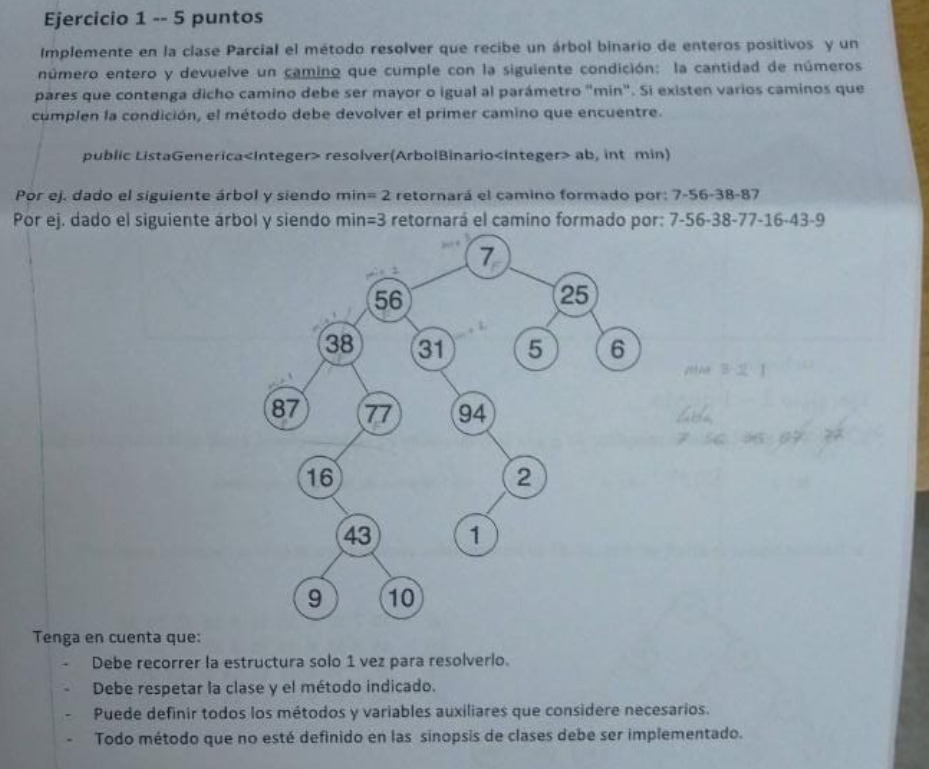 Ejercicio 1 -- 5 puntos
Implemente en la clase Parcial el método resolver que recibe un árbol binario de enteros positivos y un
número entero y devuelve un camino que cumple con la siguiente condición: la cantidad de números
pares que contenga dicho camino debe ser mayor o igual al parámetro "min". Si existen varios caminos que
cumplen la condición, el método debe devolver el primer camino que encuentre.
public ListaGenerica<Integer> resolver(ArbolBinario<Integer> ab, int min)
Por ej. dado el siguiente árbol y siendo min= 2 retornará el camino formado por: 7-56-38-87
Por ej. dado el siguiente árbol y siendo min=3 retornará el camino formado por: 7-56-38-77-16-43-9
7
56 25
38 31 5 6
87 77 94
16 2
43 1
9 10
min 3 2 1
Tenga en cuenta que:
- Debe recorrer la estructura solo 1 vez para resolverlo.
- Debe respetar la clase y el método indicado.
- Puede definir todos los métodos y variables auxiliares que considere necesarios.
- Todo método que no esté definido en las sinopsis de clases debe ser implementado.